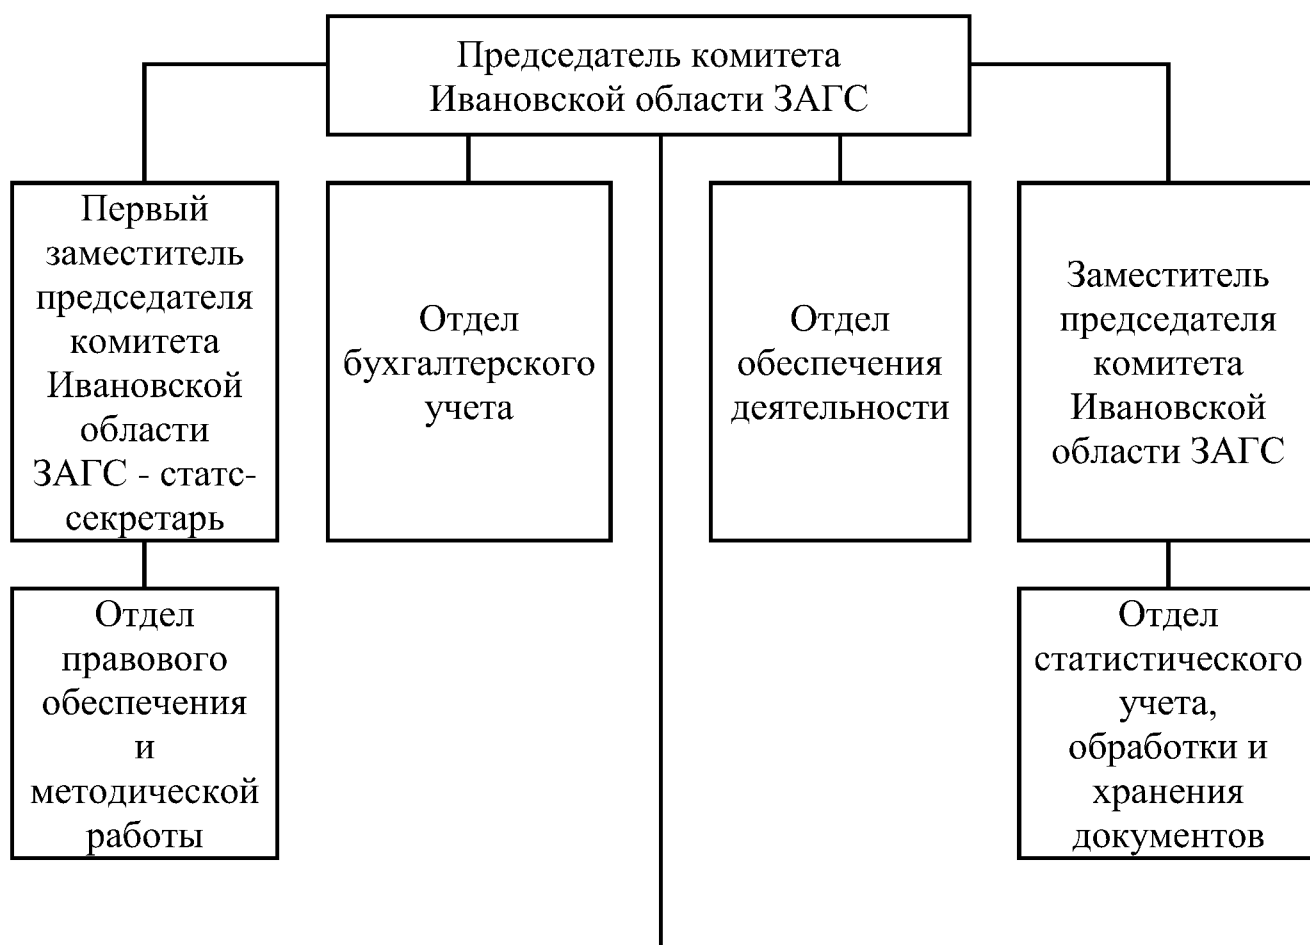 Председатель комитета
Ивановской области ЗАГС
Первый
заместитель
председателя
комитета
Ивановской
области
ЗАГС - статс-
секретарь
Отдел
бухгалтерского
учета
Отдел
обеспечения
деятельности
Заместитель
председателя
комитета
Ивановской
области ЗАГС
Отдел
правового
обеспечения
и
методической
работы
Отдел
статистического
учета,
обработки и
хранения
документов